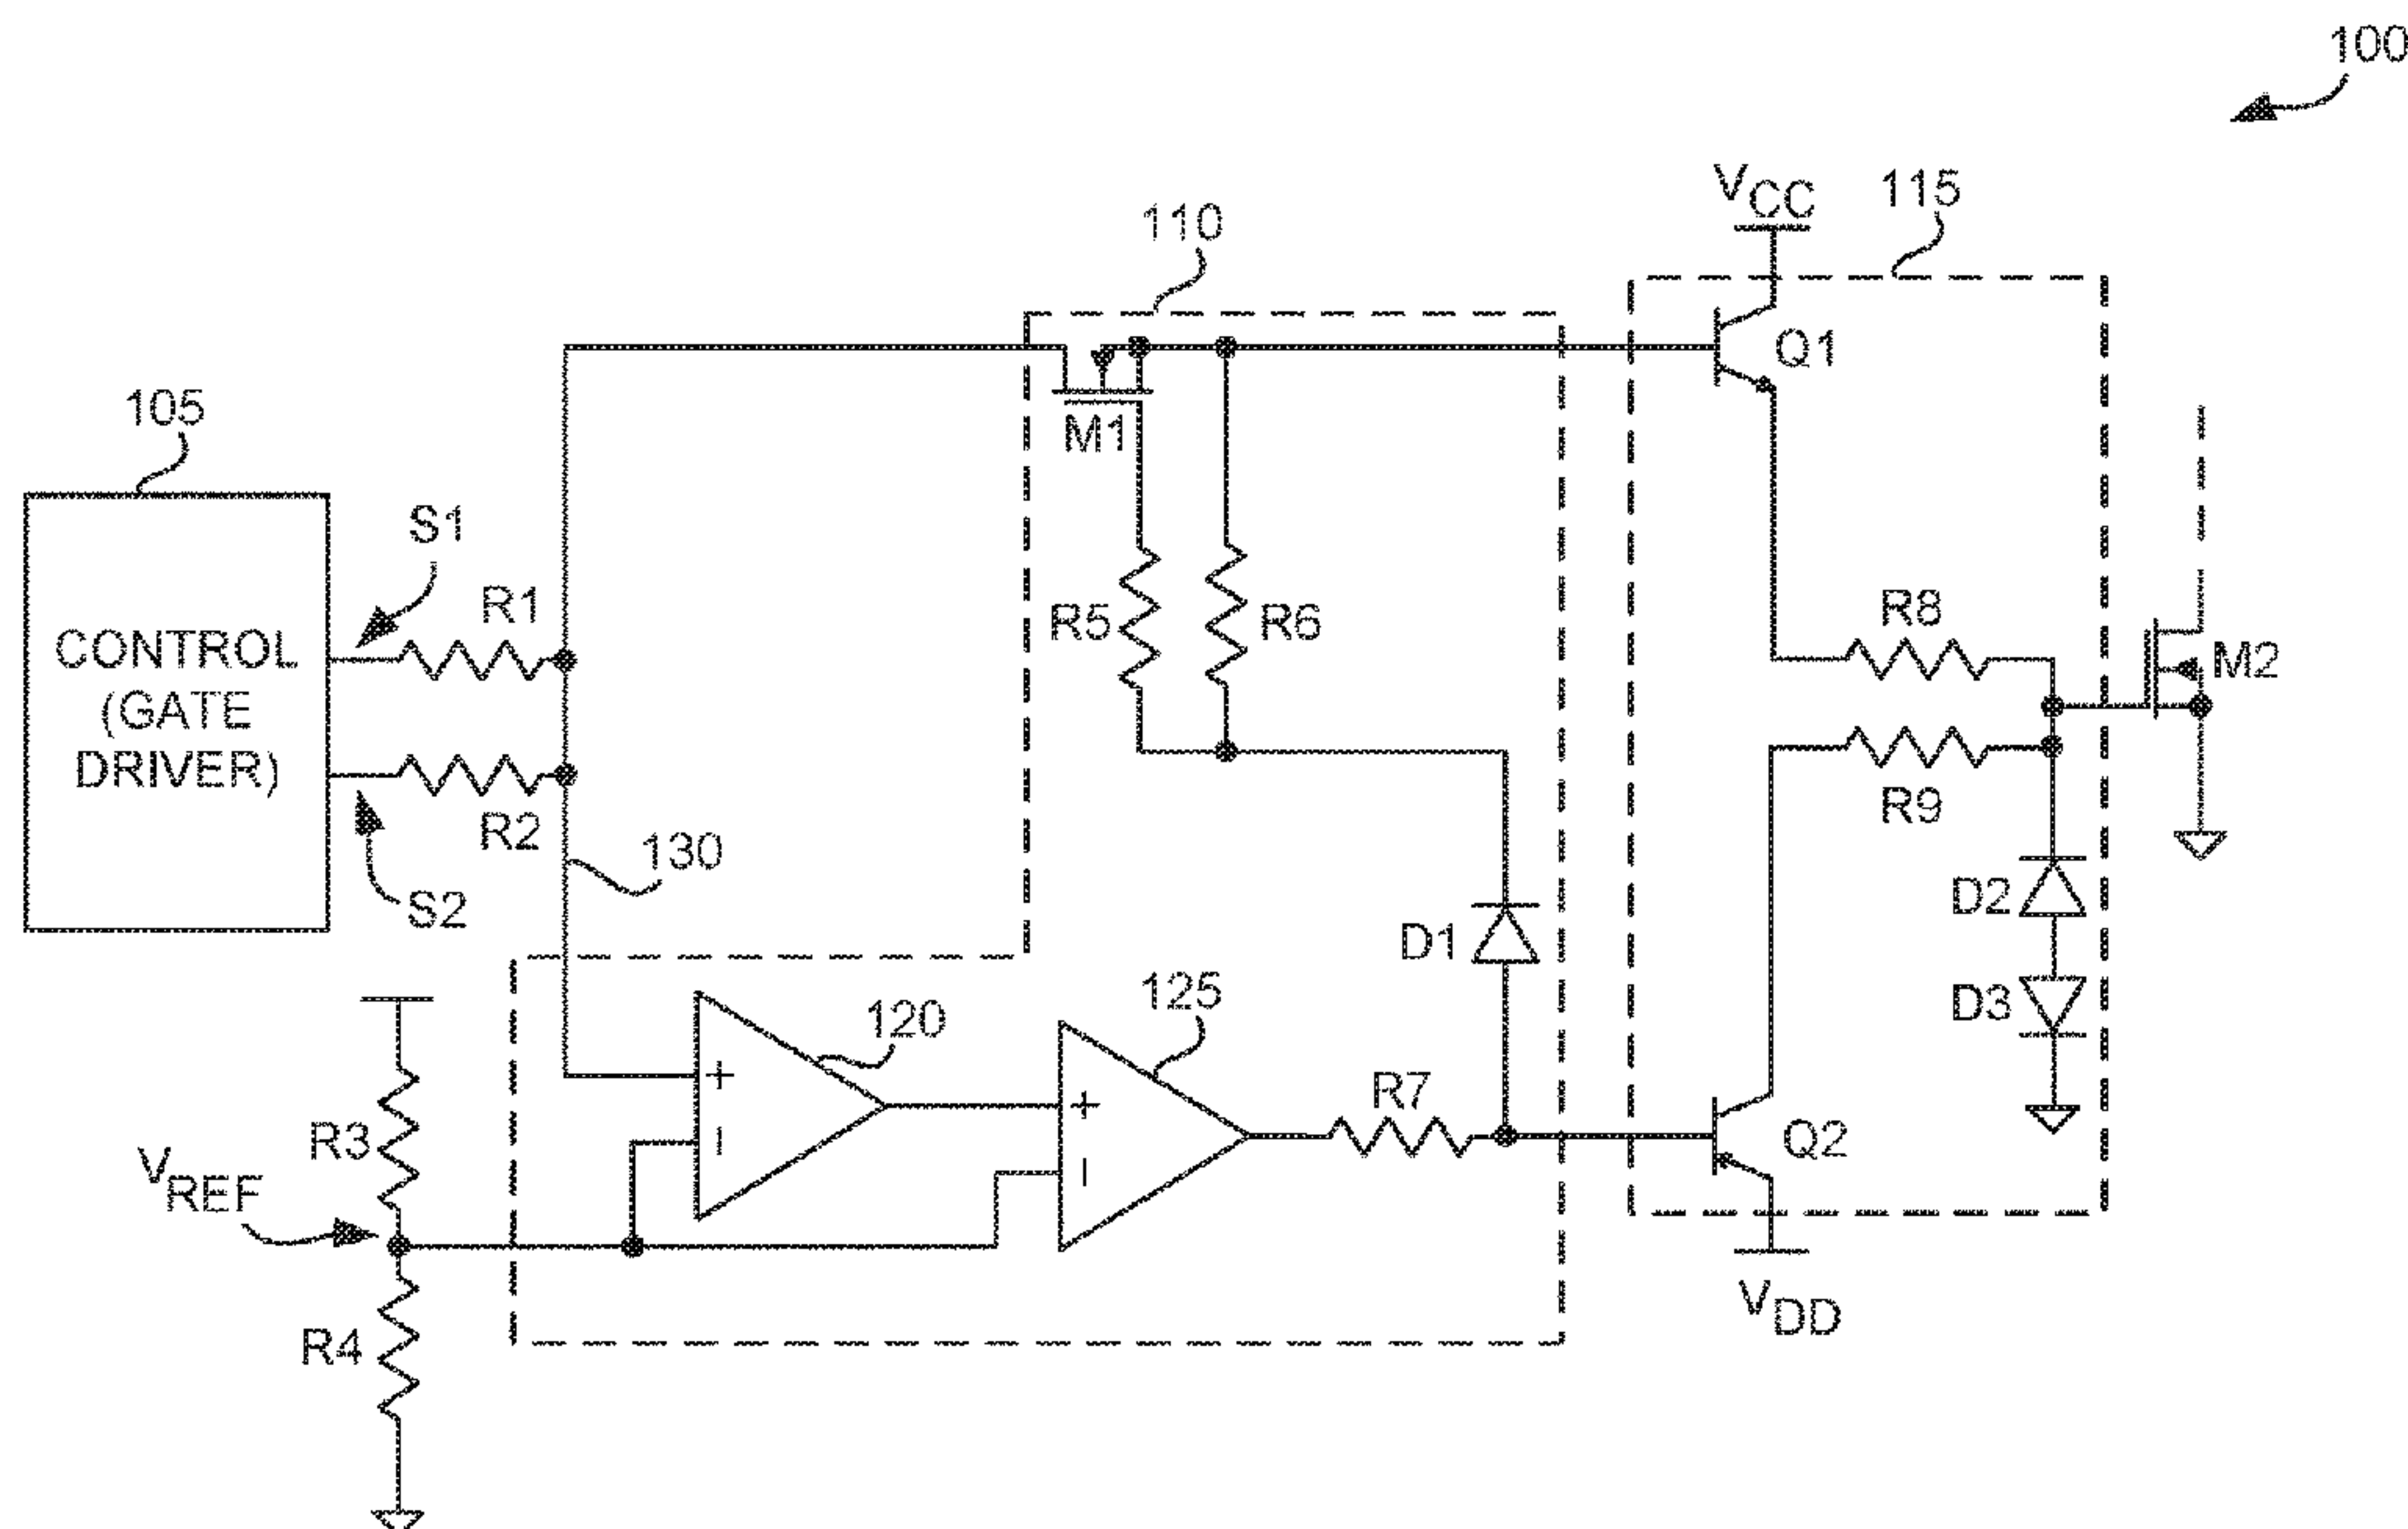 100
VCC
115
110
Q1
105
M1
S1
R1
R5
R6
R8
M2
CONTROL
(GATE
DRIVER)
R2
R9
130
S2
D2
D1
120
125
+
+
D3
R7
R3
−
Q2
VREF
−
R4
VDD